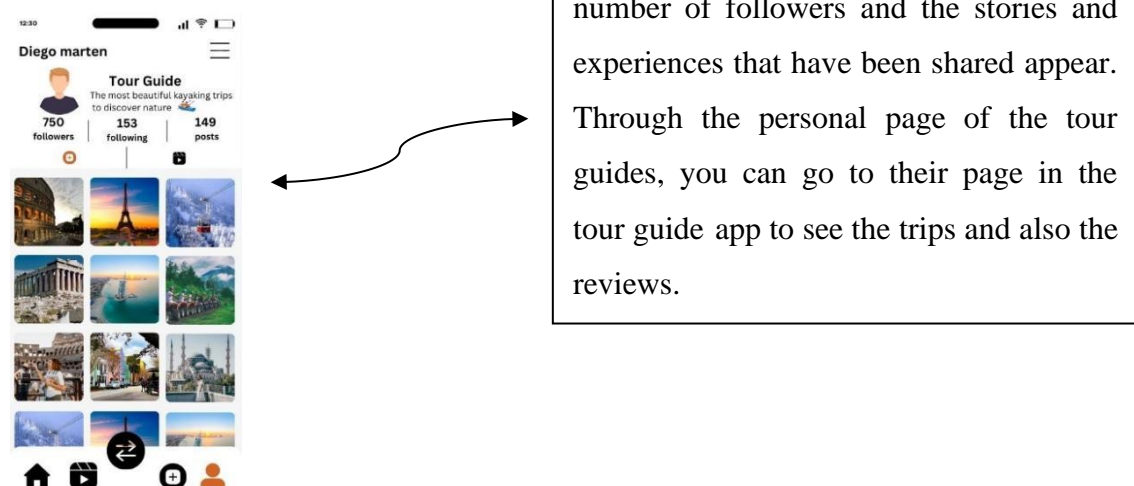 12:30
Diego marten
Tour Guide
The most beautiful kayaking trips
to discover nature
750
followers
153
following
149
posts
number of followers and the stories and
experiences that have been shared appear.
Through the personal page of the tour
guides, you can go to their page in the
tour guide app to see the trips and also the
reviews.